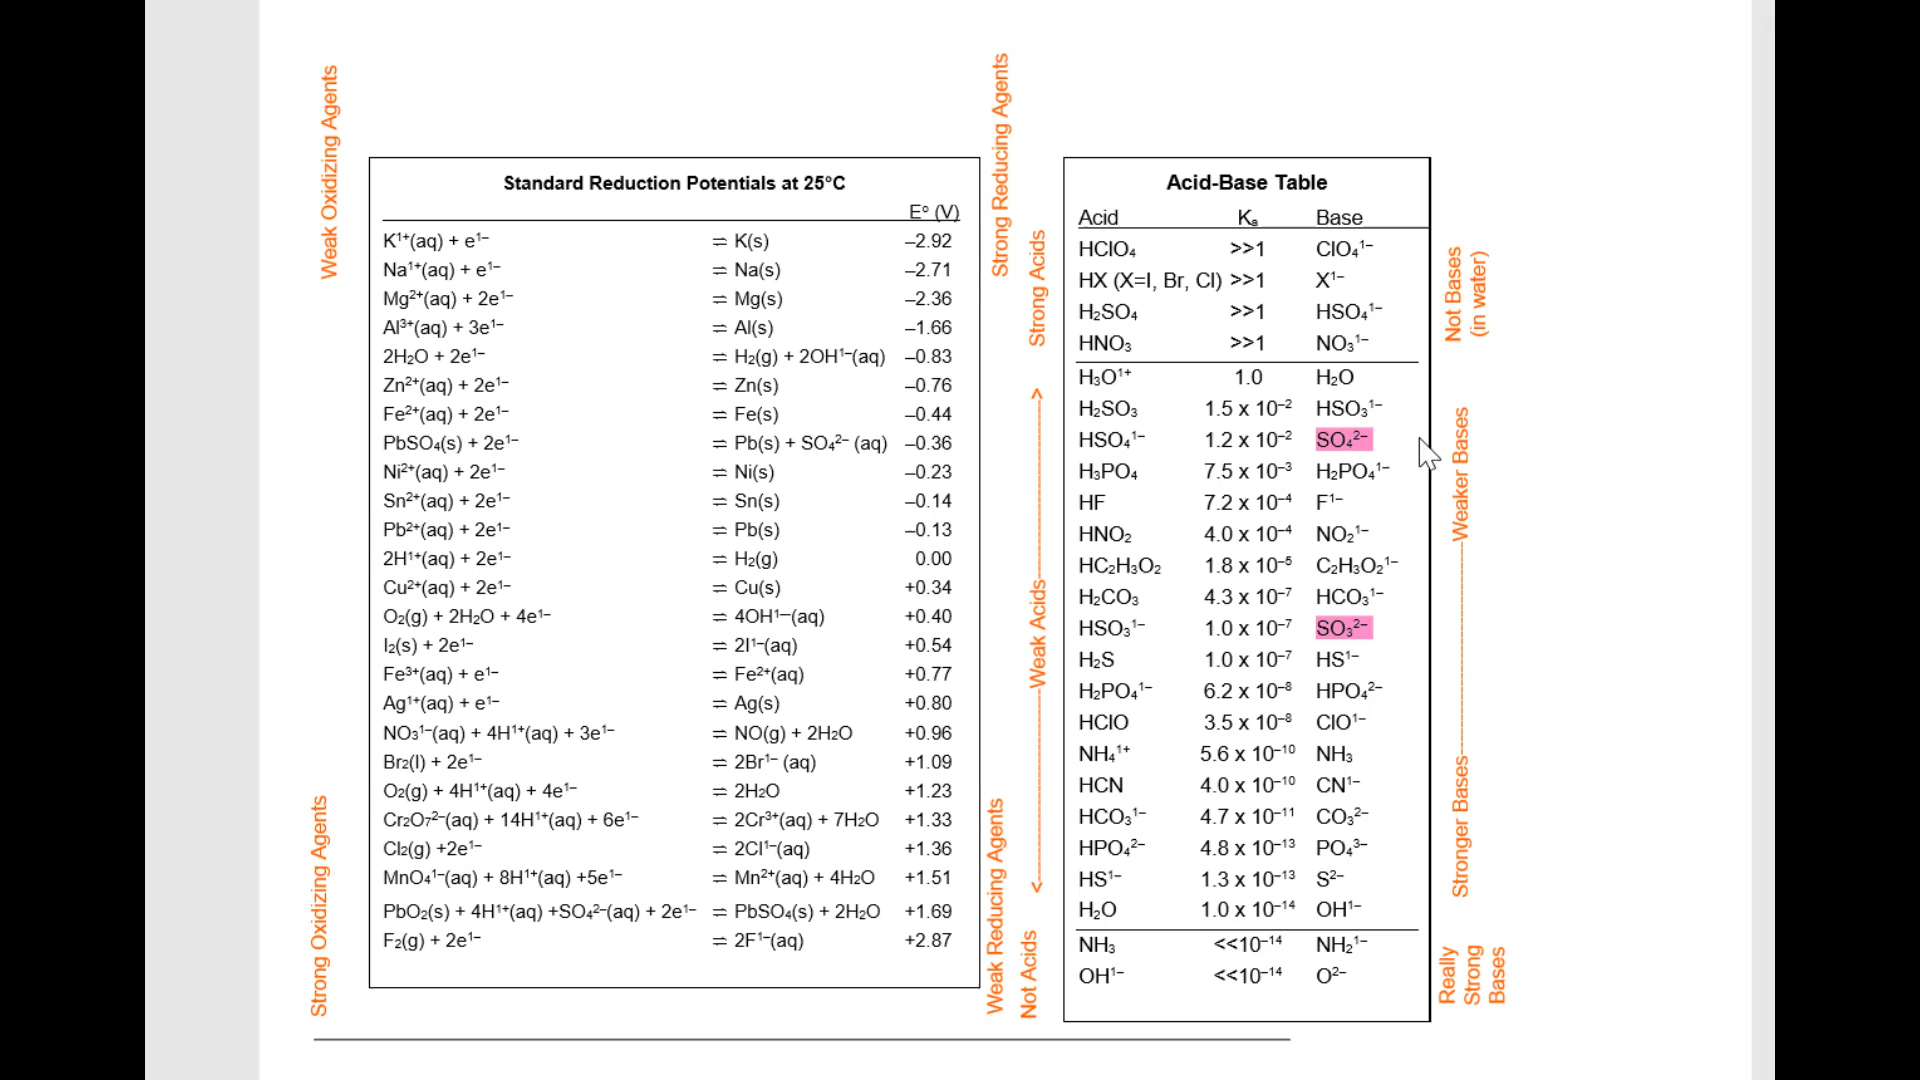 Weak Oxidizing Agents
Strong Oxidizing Agents
Standard Reduction Potentials at 25°C
E° (V)
K¹⁺(aq) + e¹⁻ ⇌ K(s) –2.92
Na¹⁺(aq) + e¹⁻ ⇌ Na(s) –2.71
Mg²⁺(aq) + 2e¹⁻ ⇌ Mg(s) –2.36
Al³⁺(aq) + 3e¹⁻ ⇌ Al(s) –1.66
2H₂O + 2e¹⁻ ⇌ H₂(g) + 2OH¹⁻(aq) –0.83
Zn²⁺(aq) + 2e¹⁻ ⇌ Zn(s) –0.76
Fe²⁺(aq) + 2e¹⁻ ⇌ Fe(s) –0.44
PbSO₄(s) + 2e¹⁻ ⇌ Pb(s) + SO₄²⁻ (aq) –0.36
Ni²⁺(aq) + 2e¹⁻ ⇌ Ni(s) –0.23
Sn²⁺(aq) + 2e¹⁻ ⇌ Sn(s) –0.14
Pb²⁺(aq) + 2e¹⁻ ⇌ Pb(s) –0.13
2H¹⁺(aq) + 2e¹⁻ ⇌ H₂(g) 0.00
Cu²⁺(aq) + 2e¹⁻ ⇌ Cu(s) +0.34
O₂(g) + 2H₂O + 4e¹⁻ ⇌ 4OH¹⁻(aq) +0.40
I₂(s) + 2e¹⁻ ⇌ 2I¹⁻(aq) +0.54
Fe³⁺(aq) + e¹⁻ ⇌ Fe²⁺(aq) +0.77
Ag¹⁺(aq) + e¹⁻ ⇌ Ag(s) +0.80
NO₃¹⁻(aq) + 4H¹⁺(aq) + 3e¹⁻ ⇌ NO(g) + 2H₂O +0.96
Br₂(l) + 2e¹⁻ ⇌ 2Br¹⁻ (aq) +1.09
O₂(g) + 4H¹⁺(aq) + 4e¹⁻ ⇌ 2H₂O +1.23
Cr₂O₇²⁻(aq) + 14H¹⁺(aq) + 6e¹⁻ ⇌ 2Cr³⁺(aq) + 7H₂O +1.33
Cl₂(g) +2e¹⁻ ⇌ 2Cl¹⁻(aq) +1.36
MnO₄¹⁻(aq) + 8H¹⁺(aq) +5e¹⁻ ⇌ Mn²⁺(aq) + 4H₂O +1.51
PbO₂(s) + 4H¹⁺(aq) +SO₄²⁻(aq) + 2e¹⁻ ⇌ PbSO₄(s) + 2H₂O +1.69
F₂(g) + 2e¹⁻ ⇌ 2F¹⁻(aq) +2.87
Strong Reducing Agents
Weak Reducing Agents
Strong Acids
Weak Acids
Not Acids
Acid-Base Table
Acid Kₐ Base
HClO₄ >>1 ClO₄¹⁻
HX (X=I, Br, Cl) >>1 X¹⁻
H₂SO₄ >>1 HSO₄¹⁻
HNO₃ >>1 NO₃¹⁻
H₃O¹⁺ 1.0 H₂O
H₂SO₃ 1.5 x 10⁻² HSO₃¹⁻
HSO₄¹⁻ 1.2 x 10⁻² SO₄²⁻
H₃PO₄ 7.5 x 10⁻³ H₂PO₄¹⁻
HF 7.2 x 10⁻⁴ F¹⁻
HNO₂ 4.0 x 10⁻⁴ NO₂¹⁻
HC₂H₃O₂ 1.8 x 10⁻⁵ C₂H₃O₂¹⁻
H₂CO₃ 4.3 x 10⁻⁷ HCO₃¹⁻
HSO₃¹⁻ 1.0 x 10⁻⁷ SO₃²⁻
H₂S 1.0 x 10⁻⁷ HS¹⁻
H₂PO₄¹⁻ 6.2 x 10⁻⁸ HPO₄²⁻
HClO 3.5 x 10⁻⁸ ClO¹⁻
NH₄¹⁺ 5.6 x 10⁻¹⁰ NH₃
HCN 4.0 x 10⁻¹⁰ CN¹⁻
HCO₃¹⁻ 4.7 x 10⁻¹¹ CO₃²⁻
HPO₄²⁻ 4.8 x 10⁻¹³ PO₄³⁻
HS¹⁻ 1.3 x 10⁻¹³ S²⁻
H₂O 1.0 x 10⁻¹⁴ OH¹⁻
NH₃ <<10⁻¹⁴ NH₂¹⁻
OH¹⁻ <<10⁻¹⁴ O²⁻
Not Bases
(in water)
Weaker Bases
Stronger Bases
Really
Strong
Bases